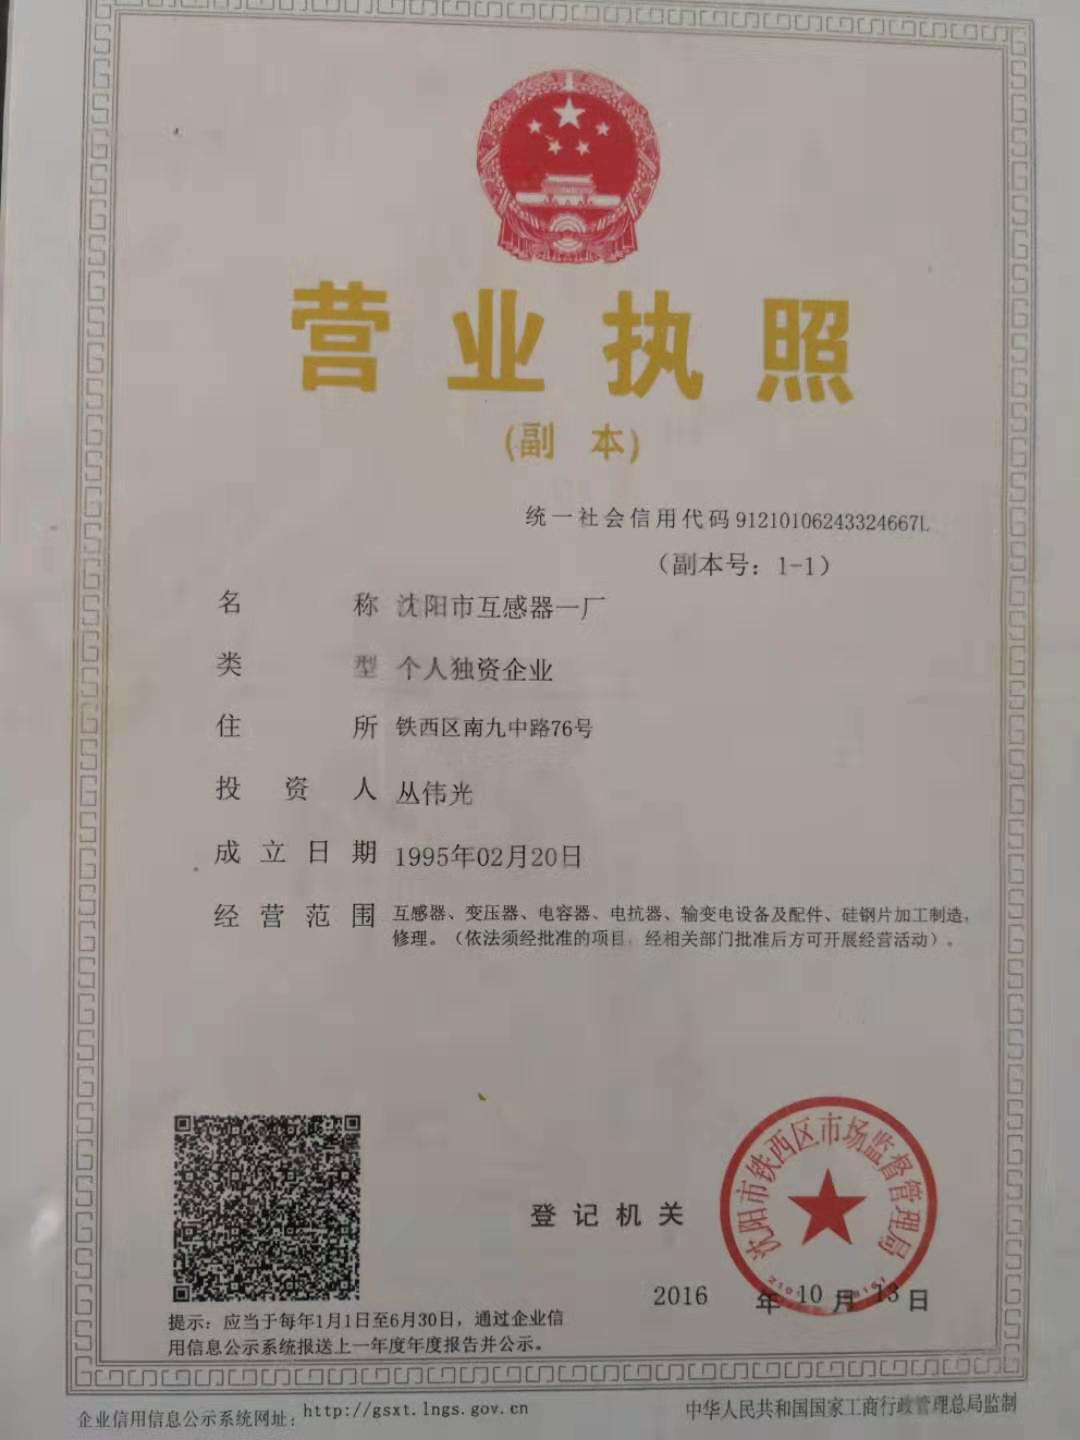 营业执照
(副 本)
统一社会信用代码 91210106243324667L
（副本号：1-1）
名 称 沈阳市互感器一厂
类 型 个人独资企业
住 所 铁西区南九中路76号
投 资 人 丛伟光
成 立 日 期 1995年02月20日
经 营 范 围 互感器、变压器、电容器、电抗器、输变电设备及配件、硅钢片加工制造，
修理。（依法须经批准的项目，经相关部门批准后方可开展经营活动）。
沈阳市铁西区市场监督管理局
登 记 机 关
2016 年 10 月 13 日
提示：应当于每年1月1日至6月30日，通过企业信
用信息公示系统报送上一年度年度报告并公示。
企业信用信息公示系统网址：http://gsxt.lngs.gov.cn
中华人民共和国国家工商行政管理总局监制